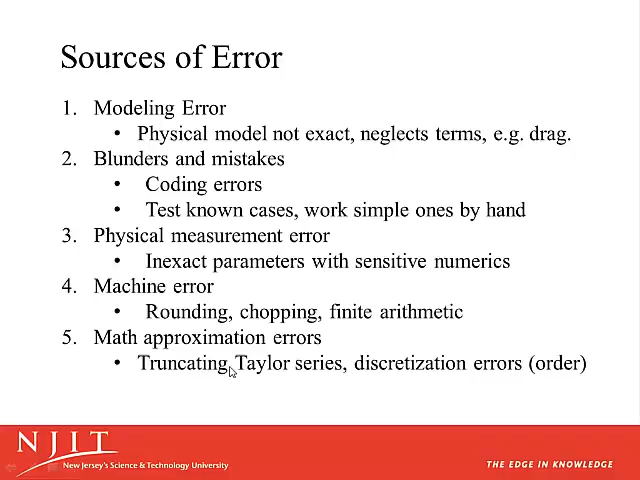 Sources of Error
1. Modeling Error
• Physical model not exact, neglects terms, e.g. drag.
2. Blunders and mistakes
• Coding errors
• Test known cases, work simple ones by hand
3. Physical measurement error
• Inexact parameters with sensitive numerics
4. Machine error
• Rounding, chopping, finite arithmetic
5. Math approximation errors
• Truncating Taylor series, discretization errors (order)
NJIT
New Jersey's Science & Technology University
THE EDGE IN KNOWLEDGE